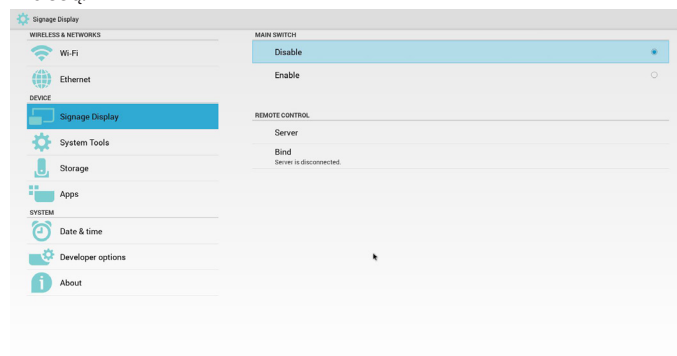 Signage Display
WIRELESS & NETWORKS
Wi-Fi
Ethernet
DEVICE
Signage Display
System Tools
Storage
Apps
SYSTEM
Date & time
Developer options
About
MAIN SWITCH
Disable
Enable
REMOTE CONTROL
Server
Bind
Server is disconnected.